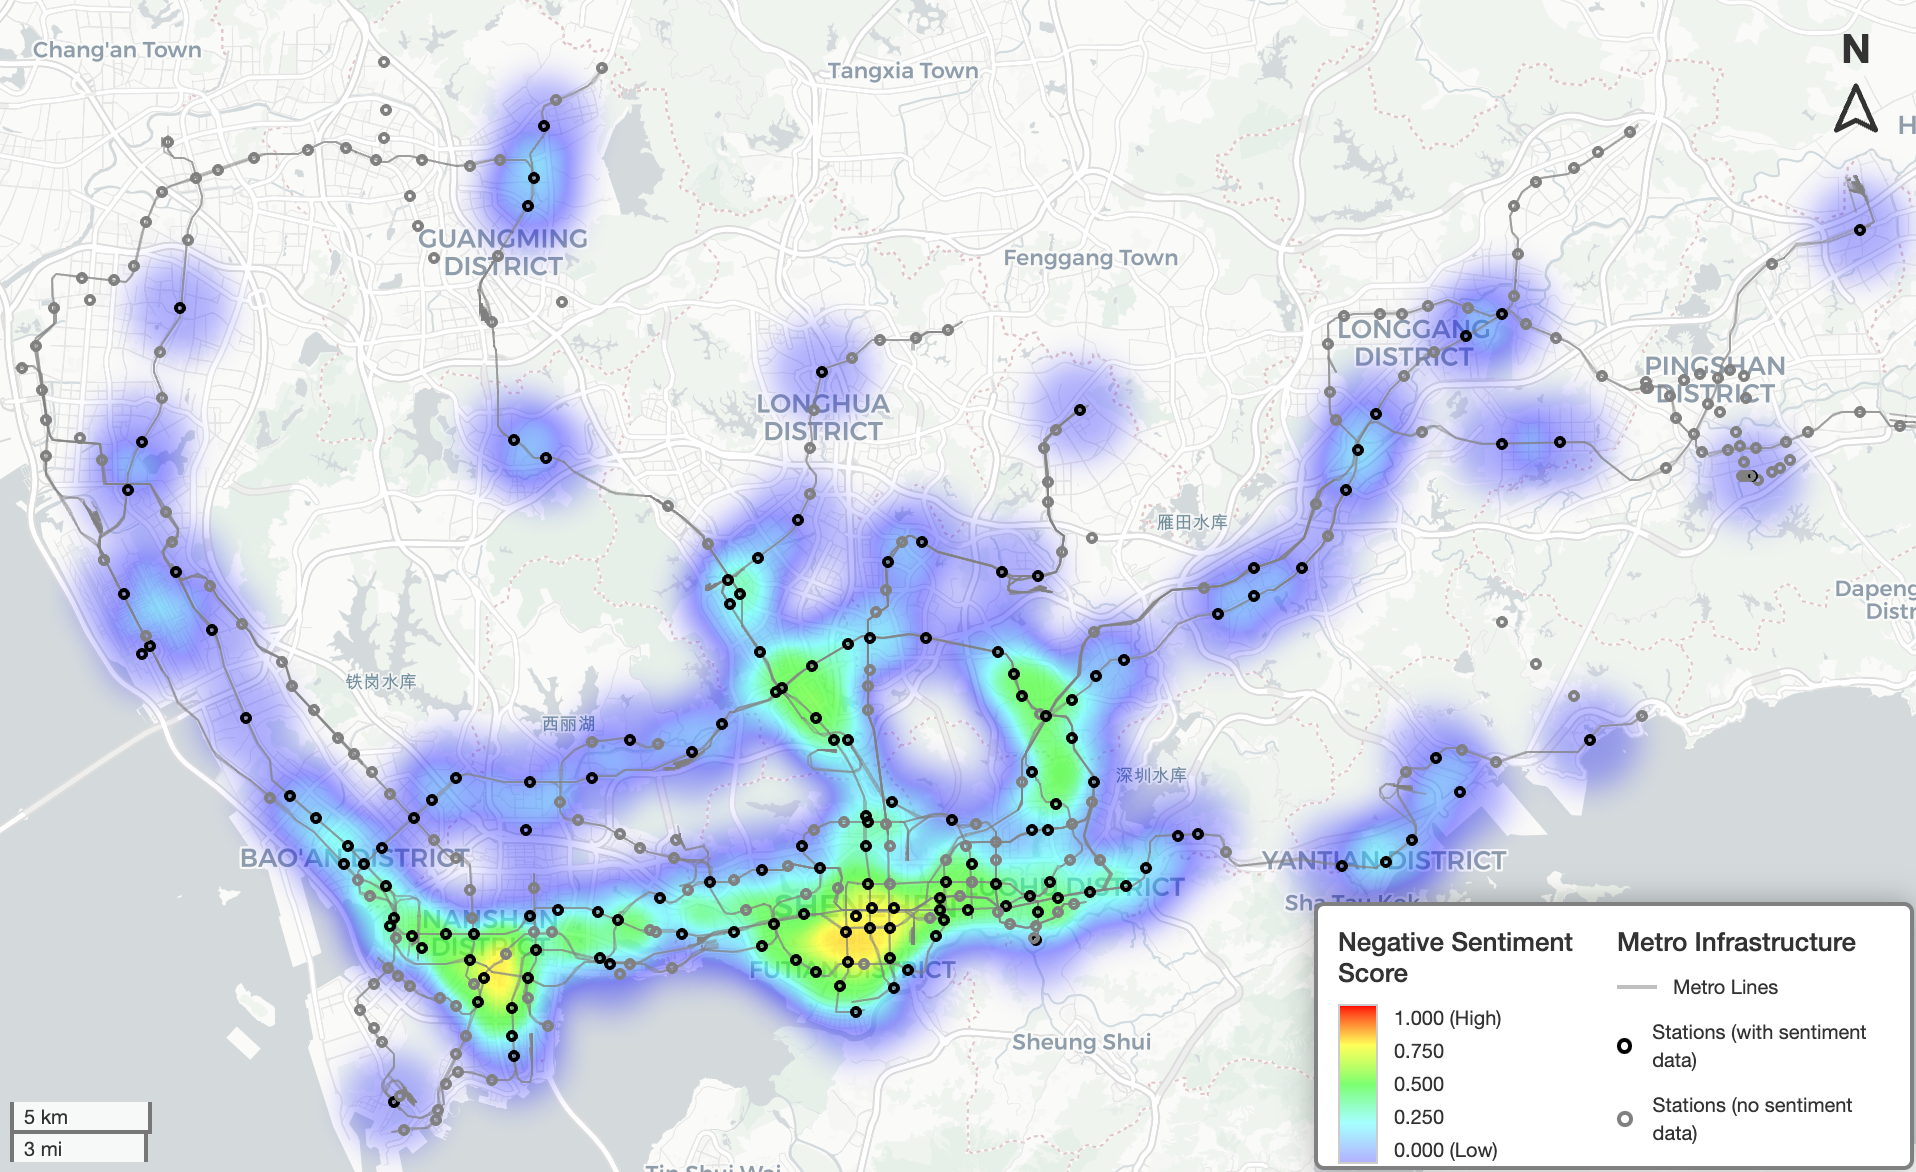 Chang'an Town
Tangxia Town
N
H
GUANGMING
DISTRICT
Fenggang Town
LONGGANG
DISTRICT
PINGSHAN
DISTRICT
LONGHUA
DISTRICT
雁田水库
Dapeng
Distr
铁岗水库
西丽湖
深圳水库
BAO'AN DISTRICT
YANTIAN DISTRICT
LUOHU DISTRICT
Sha Tau Kok
NANSHAN
DISTRICT
FUTIAN DISTRICT
Sheung Shui
Tin Shui Wai
5 km
3 mi
Negative Sentiment
Score
1.000 (High)
0.750
0.500
0.250
0.000 (Low)
Metro Infrastructure
Metro Lines
Stations (with sentiment
data)
Stations (no sentiment
data)